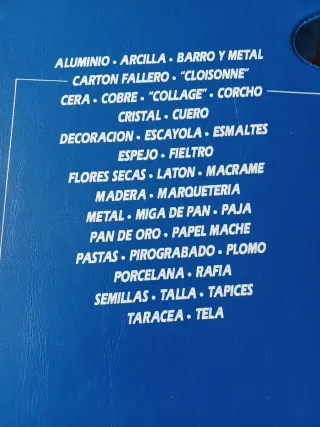 ALUMINIO • ARCILLA • BARRO Y METAL
CARTON FALLERO • "CLOISONNE"
CERA • COBRE • "COLLAGE" • CORCHO
CRISTAL • CUERO
DECORACION • ESCAYOLA • ESMALTES
ESPEJO • FIELTRO
FLORES SECAS • LATON • MACRAME
MADERA • MARQUETERIA
METAL • MIGA DE PAN • PAJA
PAN DE ORO • PAPEL MACHE
PASTAS • PIROGRABADO • PLOMO
PORCELANA • RAFIA
SEMILLAS • TALLA • TAPICES
TARACEA • TELA